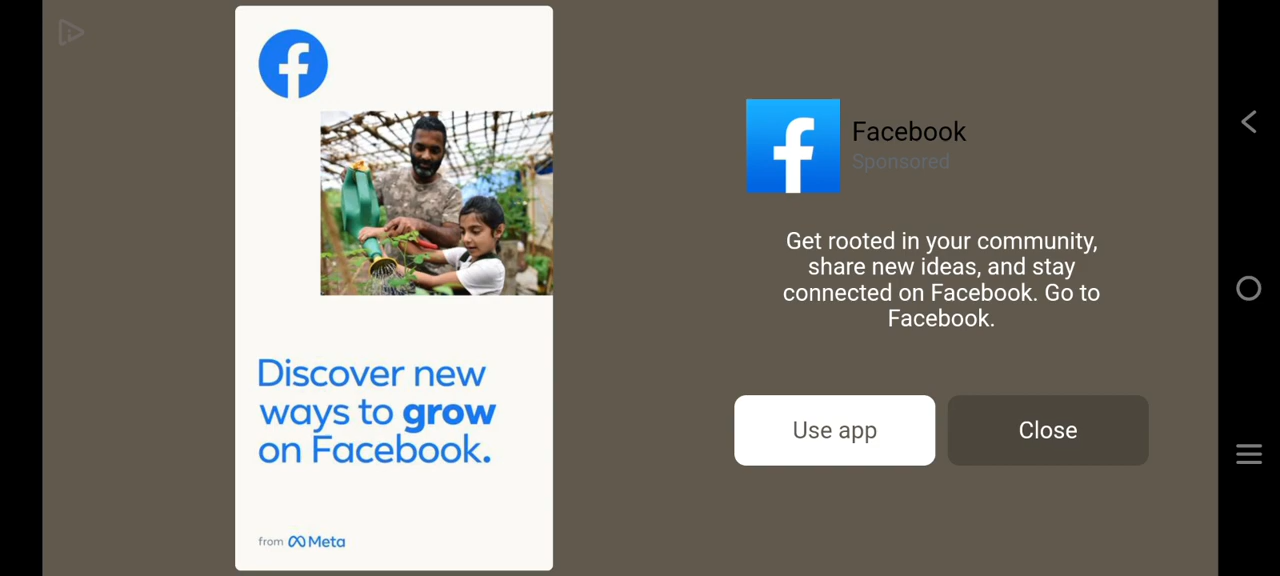 Discover new
ways to grow
on Facebook.
from Meta
Facebook
Sponsored
Get rooted in your community,
share new ideas, and stay
connected on Facebook. Go to
Facebook.
Use app
Close